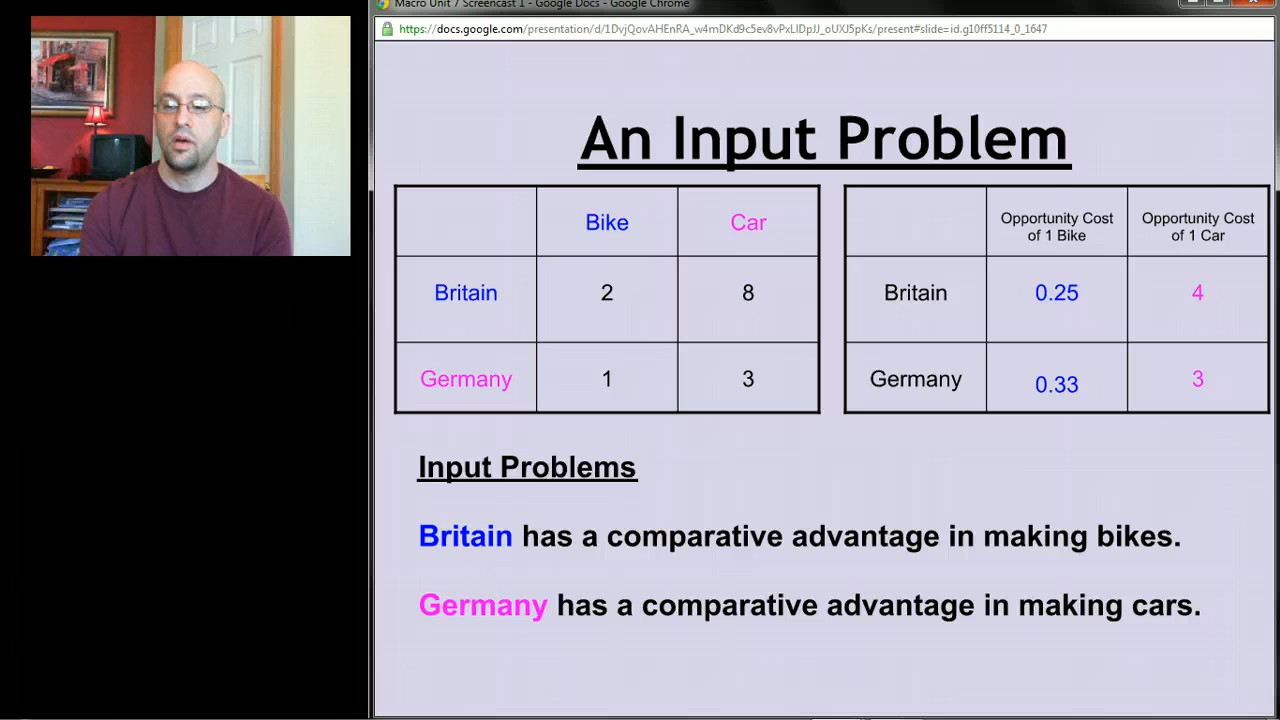 Macro Unit 7 Screencast 1 - Google Docs - Google Chrome
https://docs.google.com/presentation/d/1DvjQovAHEnRA_w4mDKd9c5ev8vPxLIDpJJ_oUXJ5pKs/present#slide=id.g10ff5114_0_1647
An Input Problem
Bike Car
Britain 2 8
Germany 1 3
Opportunity Cost of 1 Bike Opportunity Cost of 1 Car
Britain 0.25 4
Germany 0.33 3
Input Problems
Britain has a comparative advantage in making bikes.
Germany has a comparative advantage in making cars.